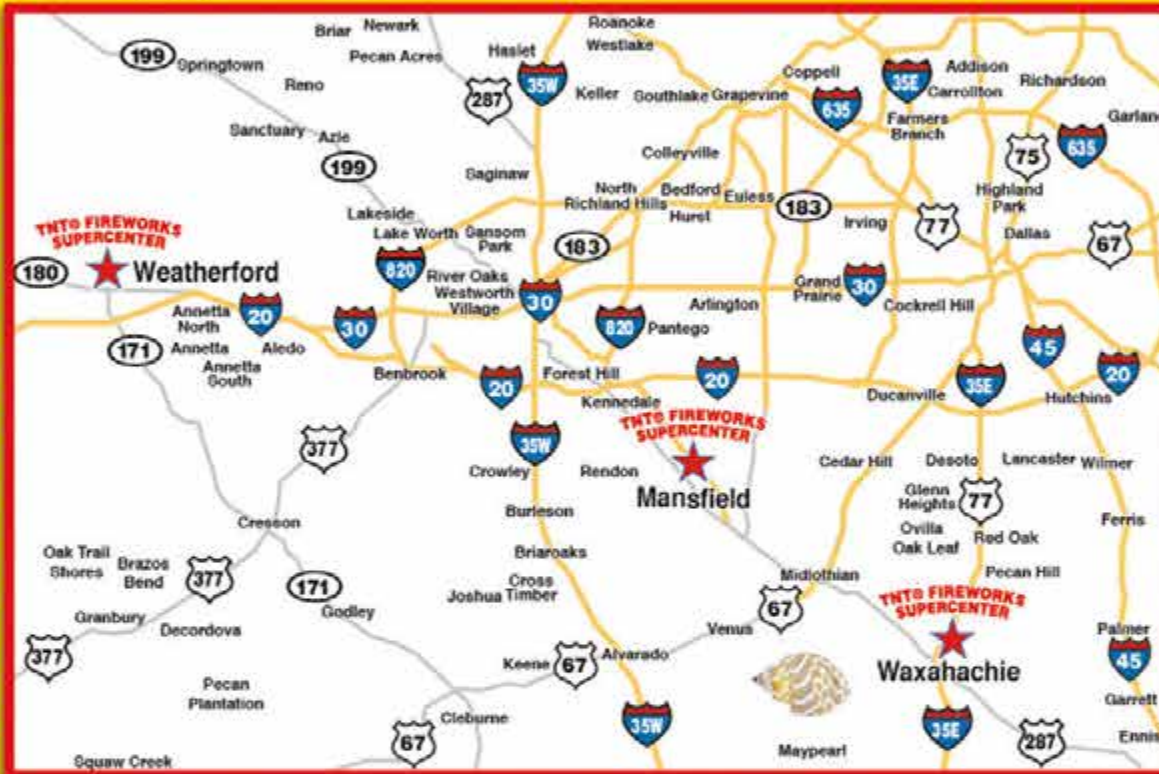 Roanoke
Briar
Newark
Westlake
Pecan Acres
Haslet
199
Springtown
35W
Coppell
35E
Addison
Reno
287
Keller
Southlake
Grapevine
635
Carrollton
Richardson
Farmers
Branch
Sanctuary
Azle
75
635
199
Colleyville
Saginaw
North
Richland Hills
Bedford
Euless
183
Highland
Park
Hurst
Irving
77
Dallas
67
Lakeside
Lake Worth
Sansom
Park
183
TNT® FIREWORKS
SUPERCENTER
180
Weatherford
820
River Oaks
Westworth
Village
30
Arlington
Grand
Prairie
30
Cockrell Hill
Annetta
North
20
30
820
Pantego
45
171
Annetta
Aledo
Annetta
South
Benbrook
20
Forest Hill
20
Ducanville
35E
Hutchins
20
Kennedale
TNT® FIREWORKS
SUPERCENTER
377
35W
Crowley
Rendon
Mansfield
Cedar Hill
Desoto
Lancaster
Wilmer
Glenn
Heights
77
Burleson
Ovilla
Oak Leaf
Red Oak
Ferris
Cresson
Oak Trail
Shores
Brazos
Bend
377
171
Briaroaks
Cross
Timber
Joshua
Midlothian
Pecan Hill
TNT® FIREWORKS
SUPERCENTER
Granbury
Decordova
Godley
67
Venus
Palmer
377
Keene
67
Alvarado
Waxahachie
45
Pecan
Plantation
Garrett
Cleburne
67
35W
35E
287
Ennis
Maypearl
Squaw Creek